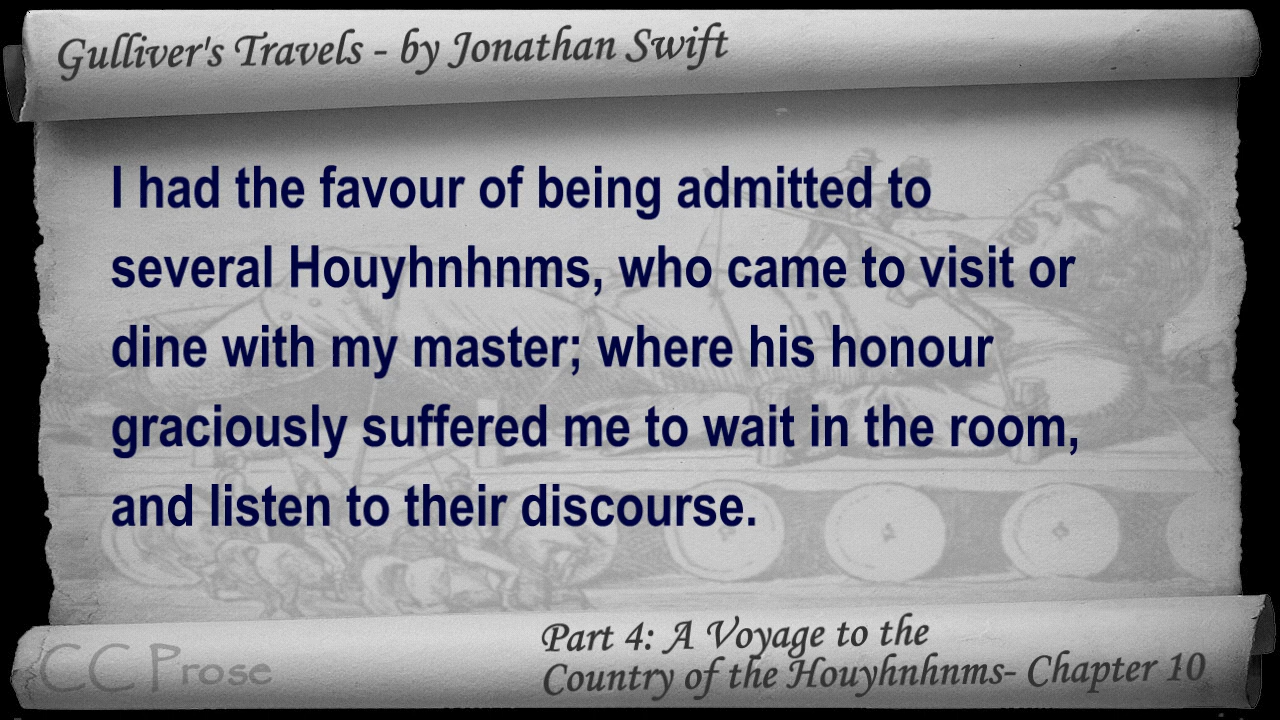 Gulliver's Travels - by Jonathan Swift
I had the favour of being admitted to
several Houyhnhnms, who came to visit or
dine with my master; where his honour
graciously suffered me to wait in the room,
and listen to their discourse.
Part 4: A Voyage to the
Country of the Houyhnhnms- Chapter 10
CC Prose